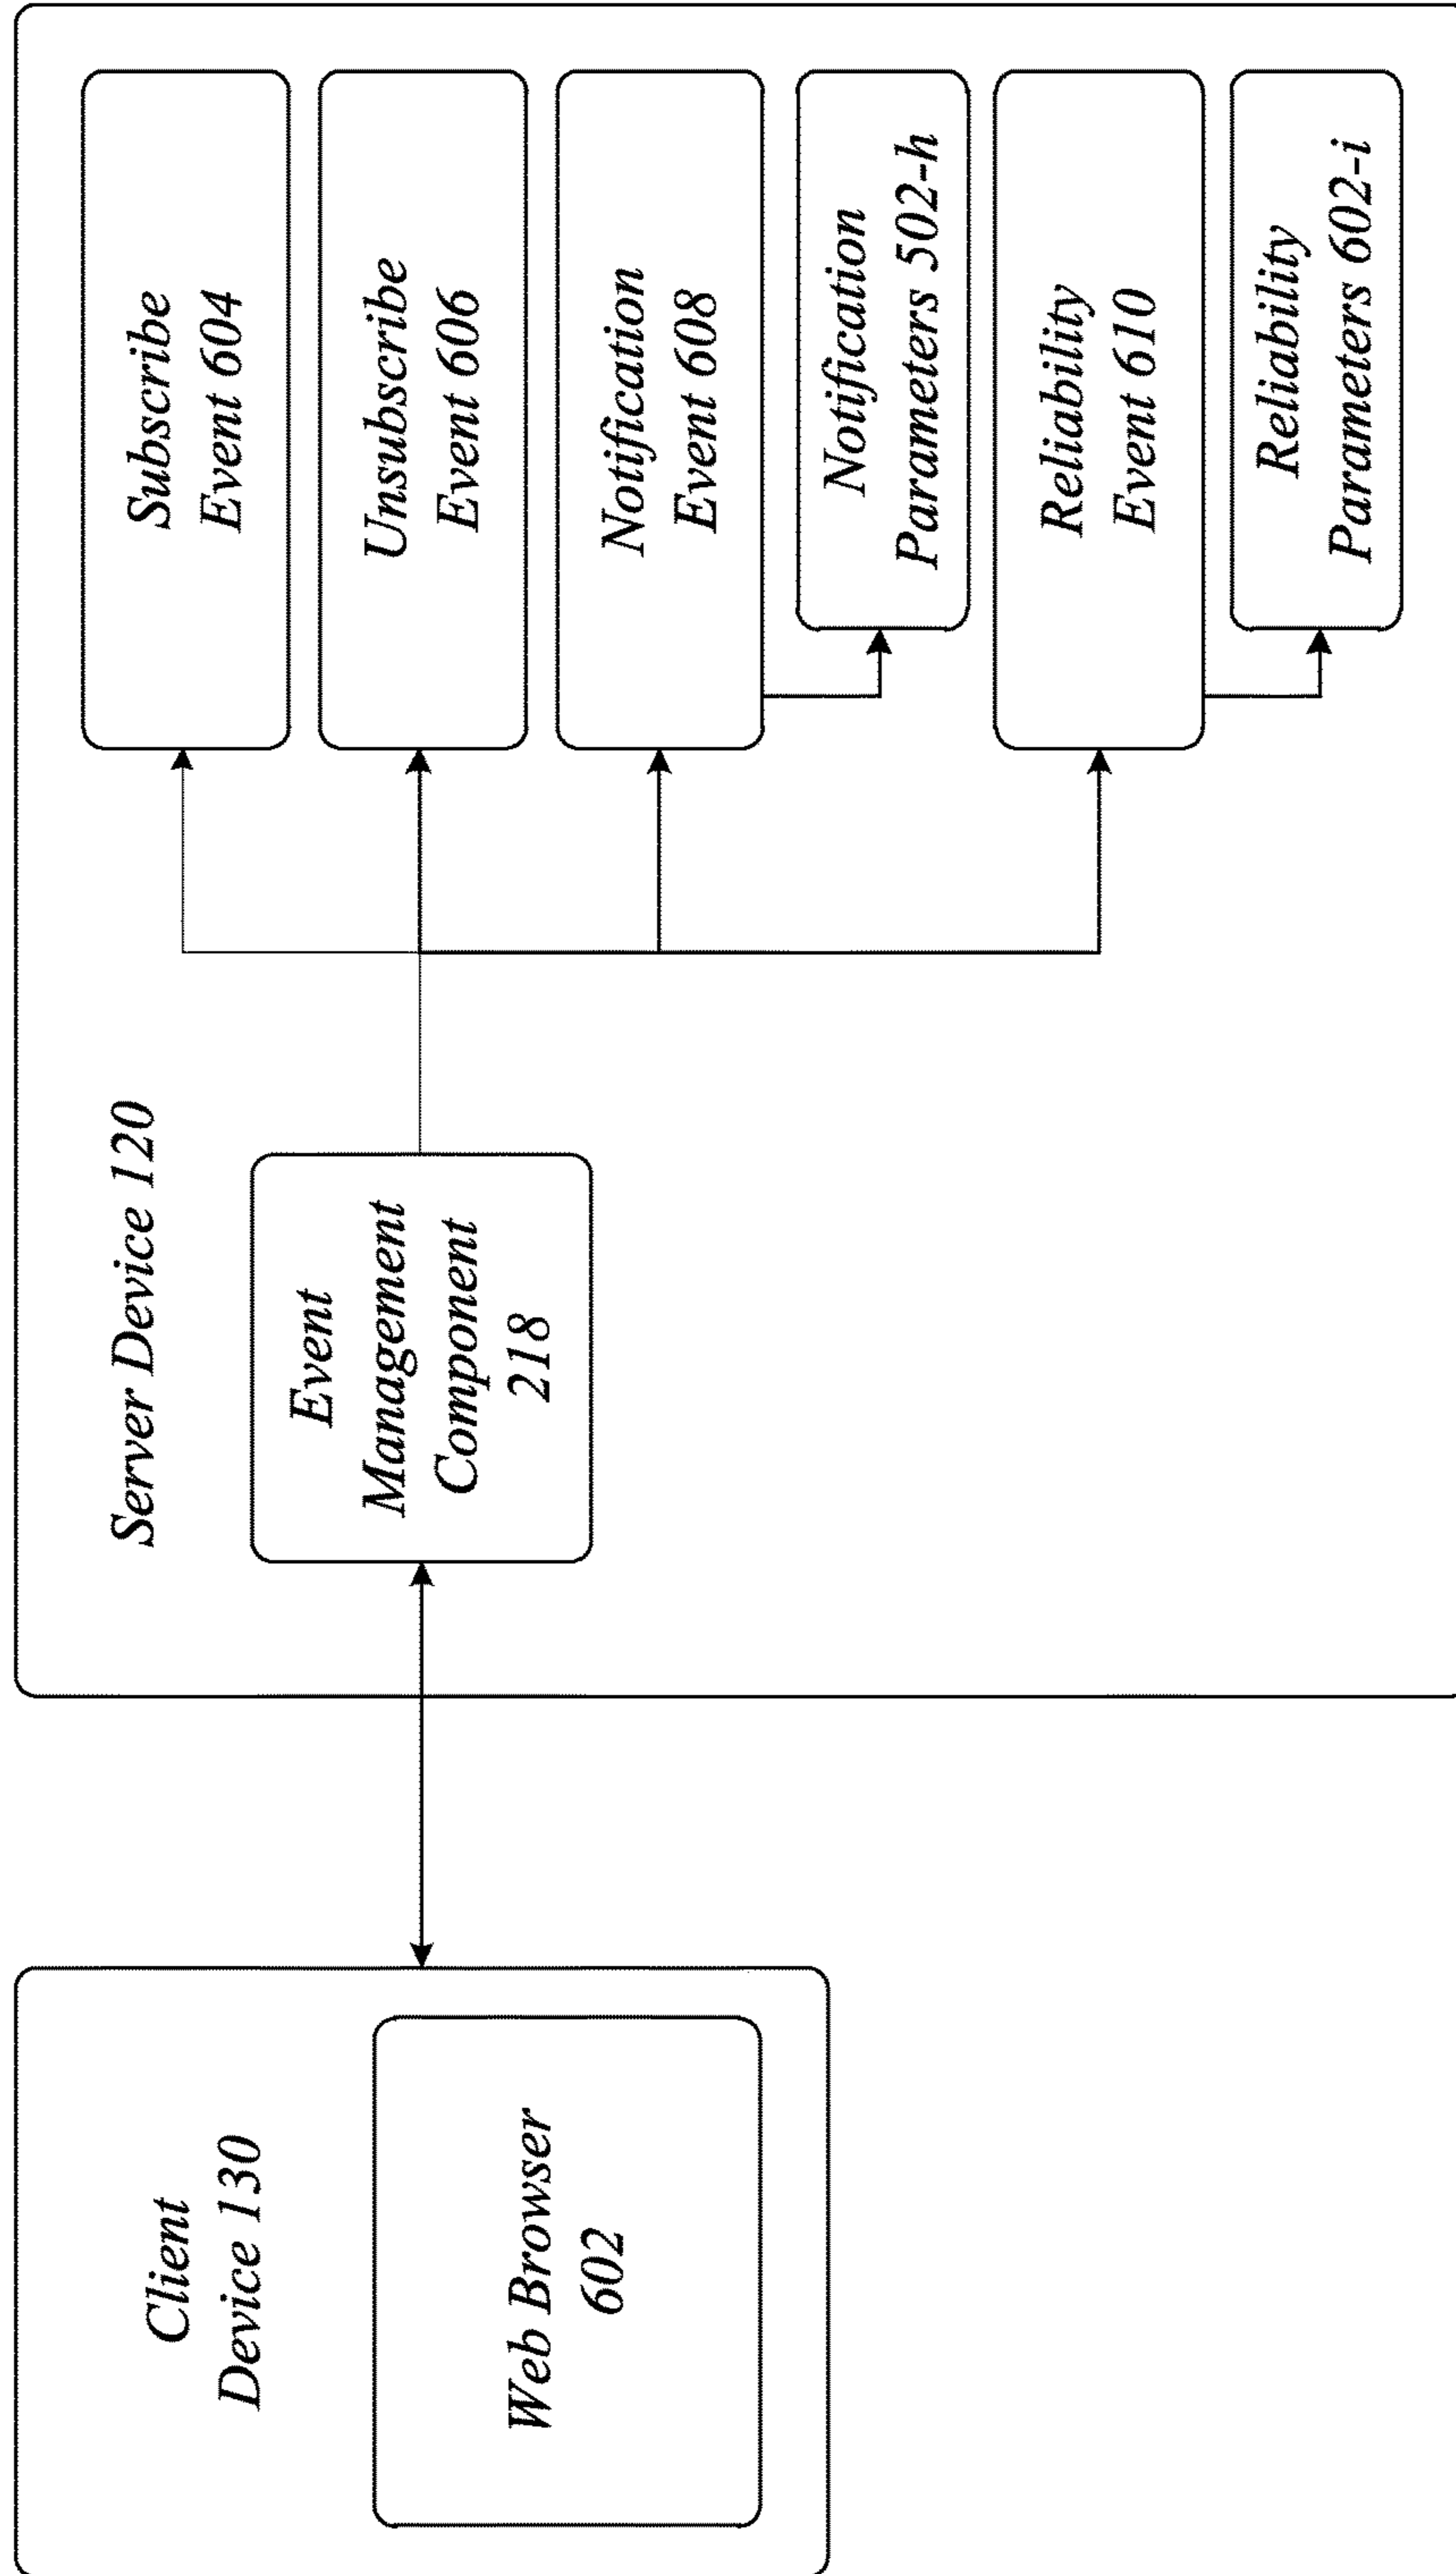 Client
Device 130
Web Browser
602
Server Device 120
Event
Management
Component
218
Subscribe
Event 604
Unsubscribe
Event 606
Notification
Event 608
Notification
Parameters 502-h
Reliability
Event 610
Reliability
Parameters 602-i